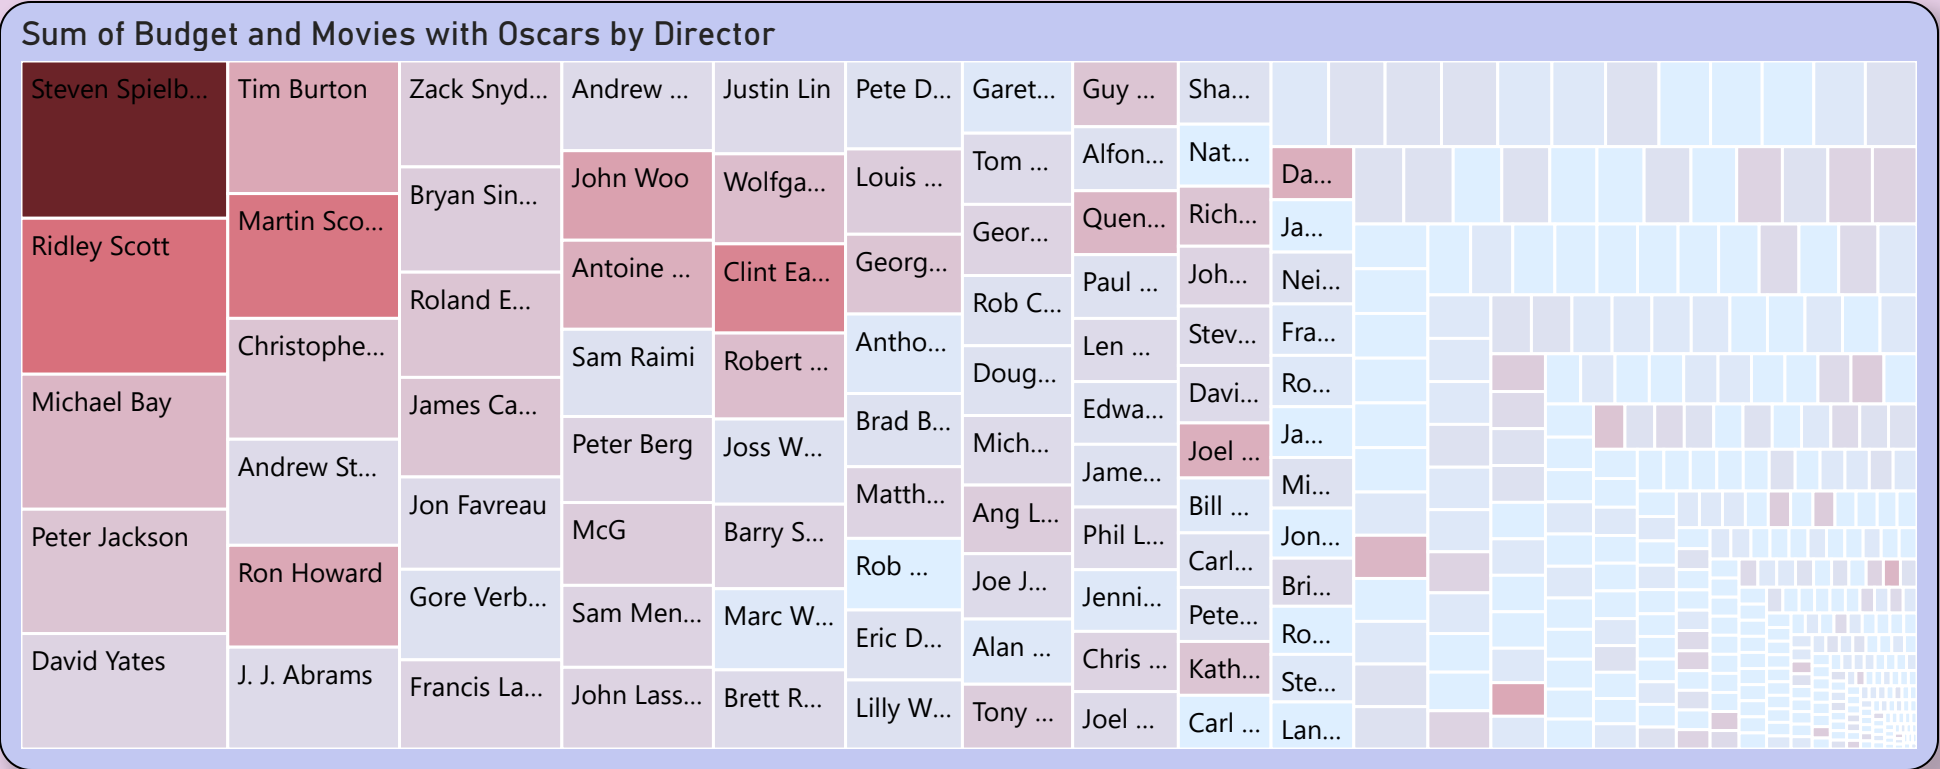 Sum of Budget and Movies with Oscars by Director
Steven Spielb...
Ridley Scott
Michael Bay
Peter Jackson
David Yates
Tim Burton
Martin Sco...
Christophe...
Andrew St...
Ron Howard
J. J. Abrams
Zack Snyd...
Bryan Sin...
Roland E...
James Ca...
Jon Favreau
Gore Verb...
Francis La...
Andrew ...
John Woo
Antoine ...
Sam Raimi
Peter Berg
McG
Sam Men...
John Lass...
Justin Lin
Wolfga...
Clint Ea...
Robert ...
Joss W...
Barry S...
Marc W...
Brett R...
Pete D...
Louis ...
Georg...
Antho...
Brad B...
Matth...
Rob ...
Eric D...
Lilly W...
Garet...
Tom ...
Geor...
Rob C...
Doug...
Mich...
Ang L...
Joe J...
Alan ...
Tony ...
Guy ...
Alfon...
Quen...
Paul ...
Len ...
Edwa...
Jame...
Phil L...
Jenni...
Chris ...
Joel ...
Sha...
Nat...
Rich...
Joh...
Stev...
Davi...
Joel ...
Bill ...
Carl...
Pete...
Kath...
Carl ...
Da...
Ja...
Nei...
Fra...
Ro...
Ja...
Mi...
Jon...
Bri...
Ro...
Ste...
Lan...